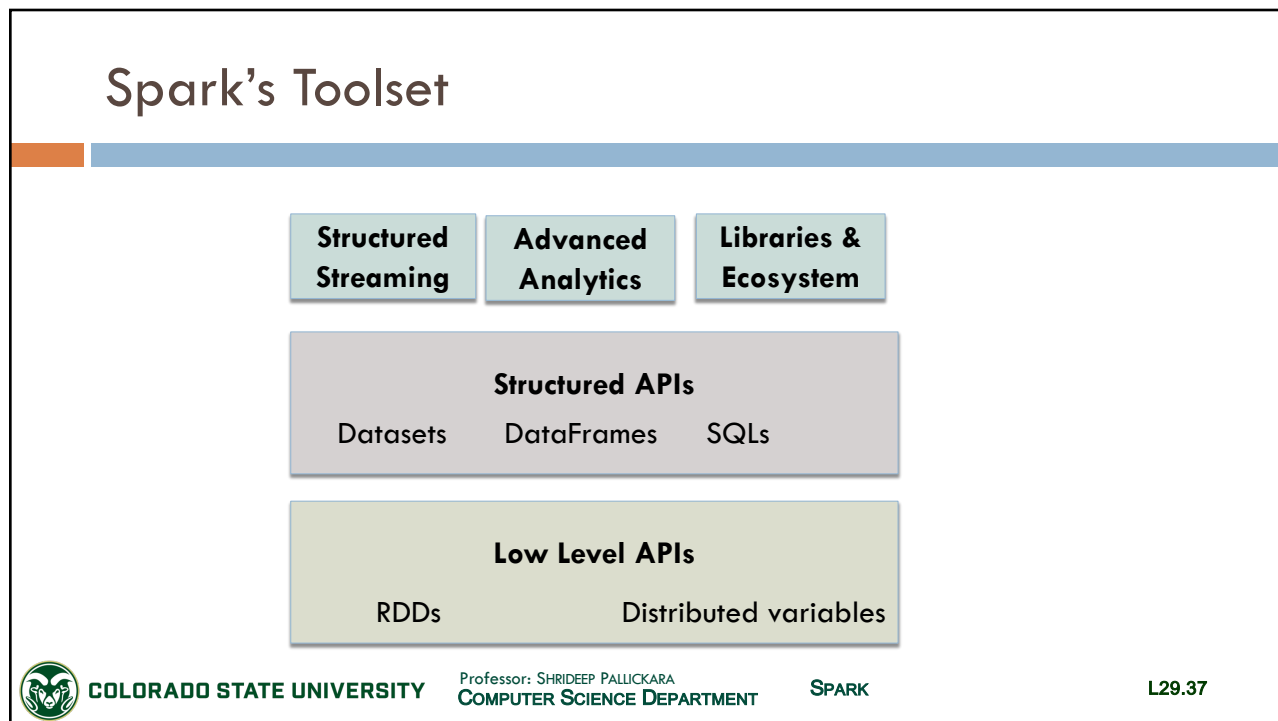 Spark’s Toolset
Structured
Streaming
Advanced
Analytics
Libraries &
Ecosystem
Structured APIs
Datasets DataFrames SQLs
Low Level APIs
RDDs Distributed variables
COLORADO STATE UNIVERSITY
Professor: SHRIDEEP PALLICKARA
COMPUTER SCIENCE DEPARTMENT
SPARK
L29.37